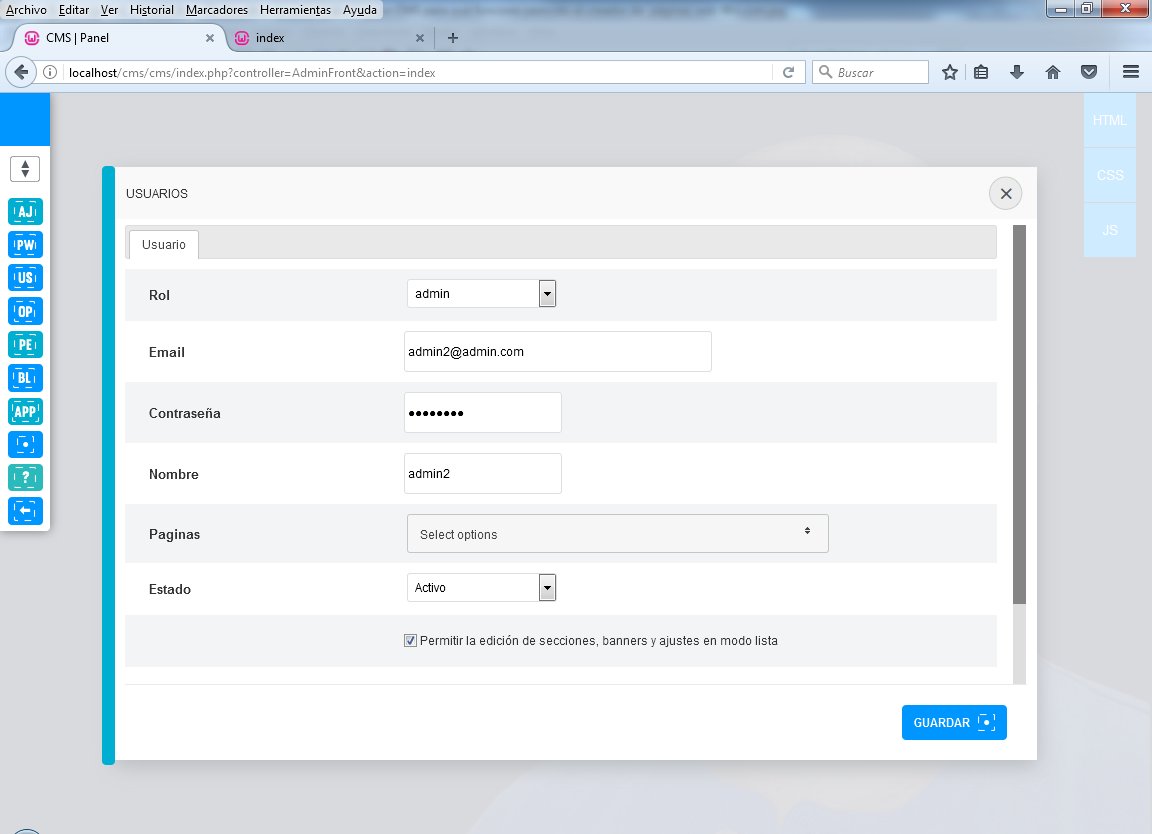 Archivo Editar Ver Historial Marcadores Herramientas Ayuda
CMS | Panel
index
localhost/cms/cms/index.php?controller=AdminFront&action=index
Buscar
HTML
CSS
JS
AJ
PW
US
OP
PE
BL
APP
?
USUARIOS
Usuario
Rol
admin
Email
admin2@admin.com
Contraseña
••••••••
Nombre
admin2
Paginas
Select options
Estado
Activo
Permitir la edición de secciones, banners y ajustes en modo lista
GUARDAR